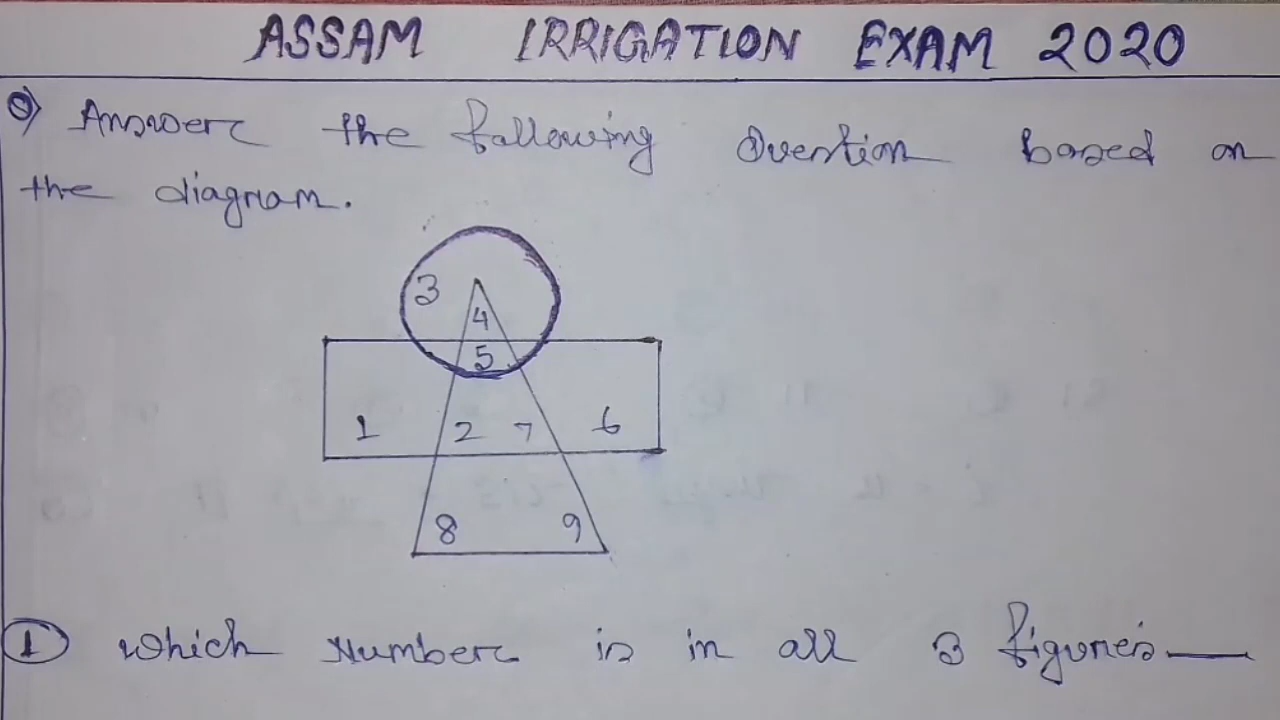 ASSAM IRRIGATION EXAM 2020
Q) Answer the following Question based on
the diagram.
3
4
5
1 2 7 6
8 9
1 which Number is in all 3 figures—